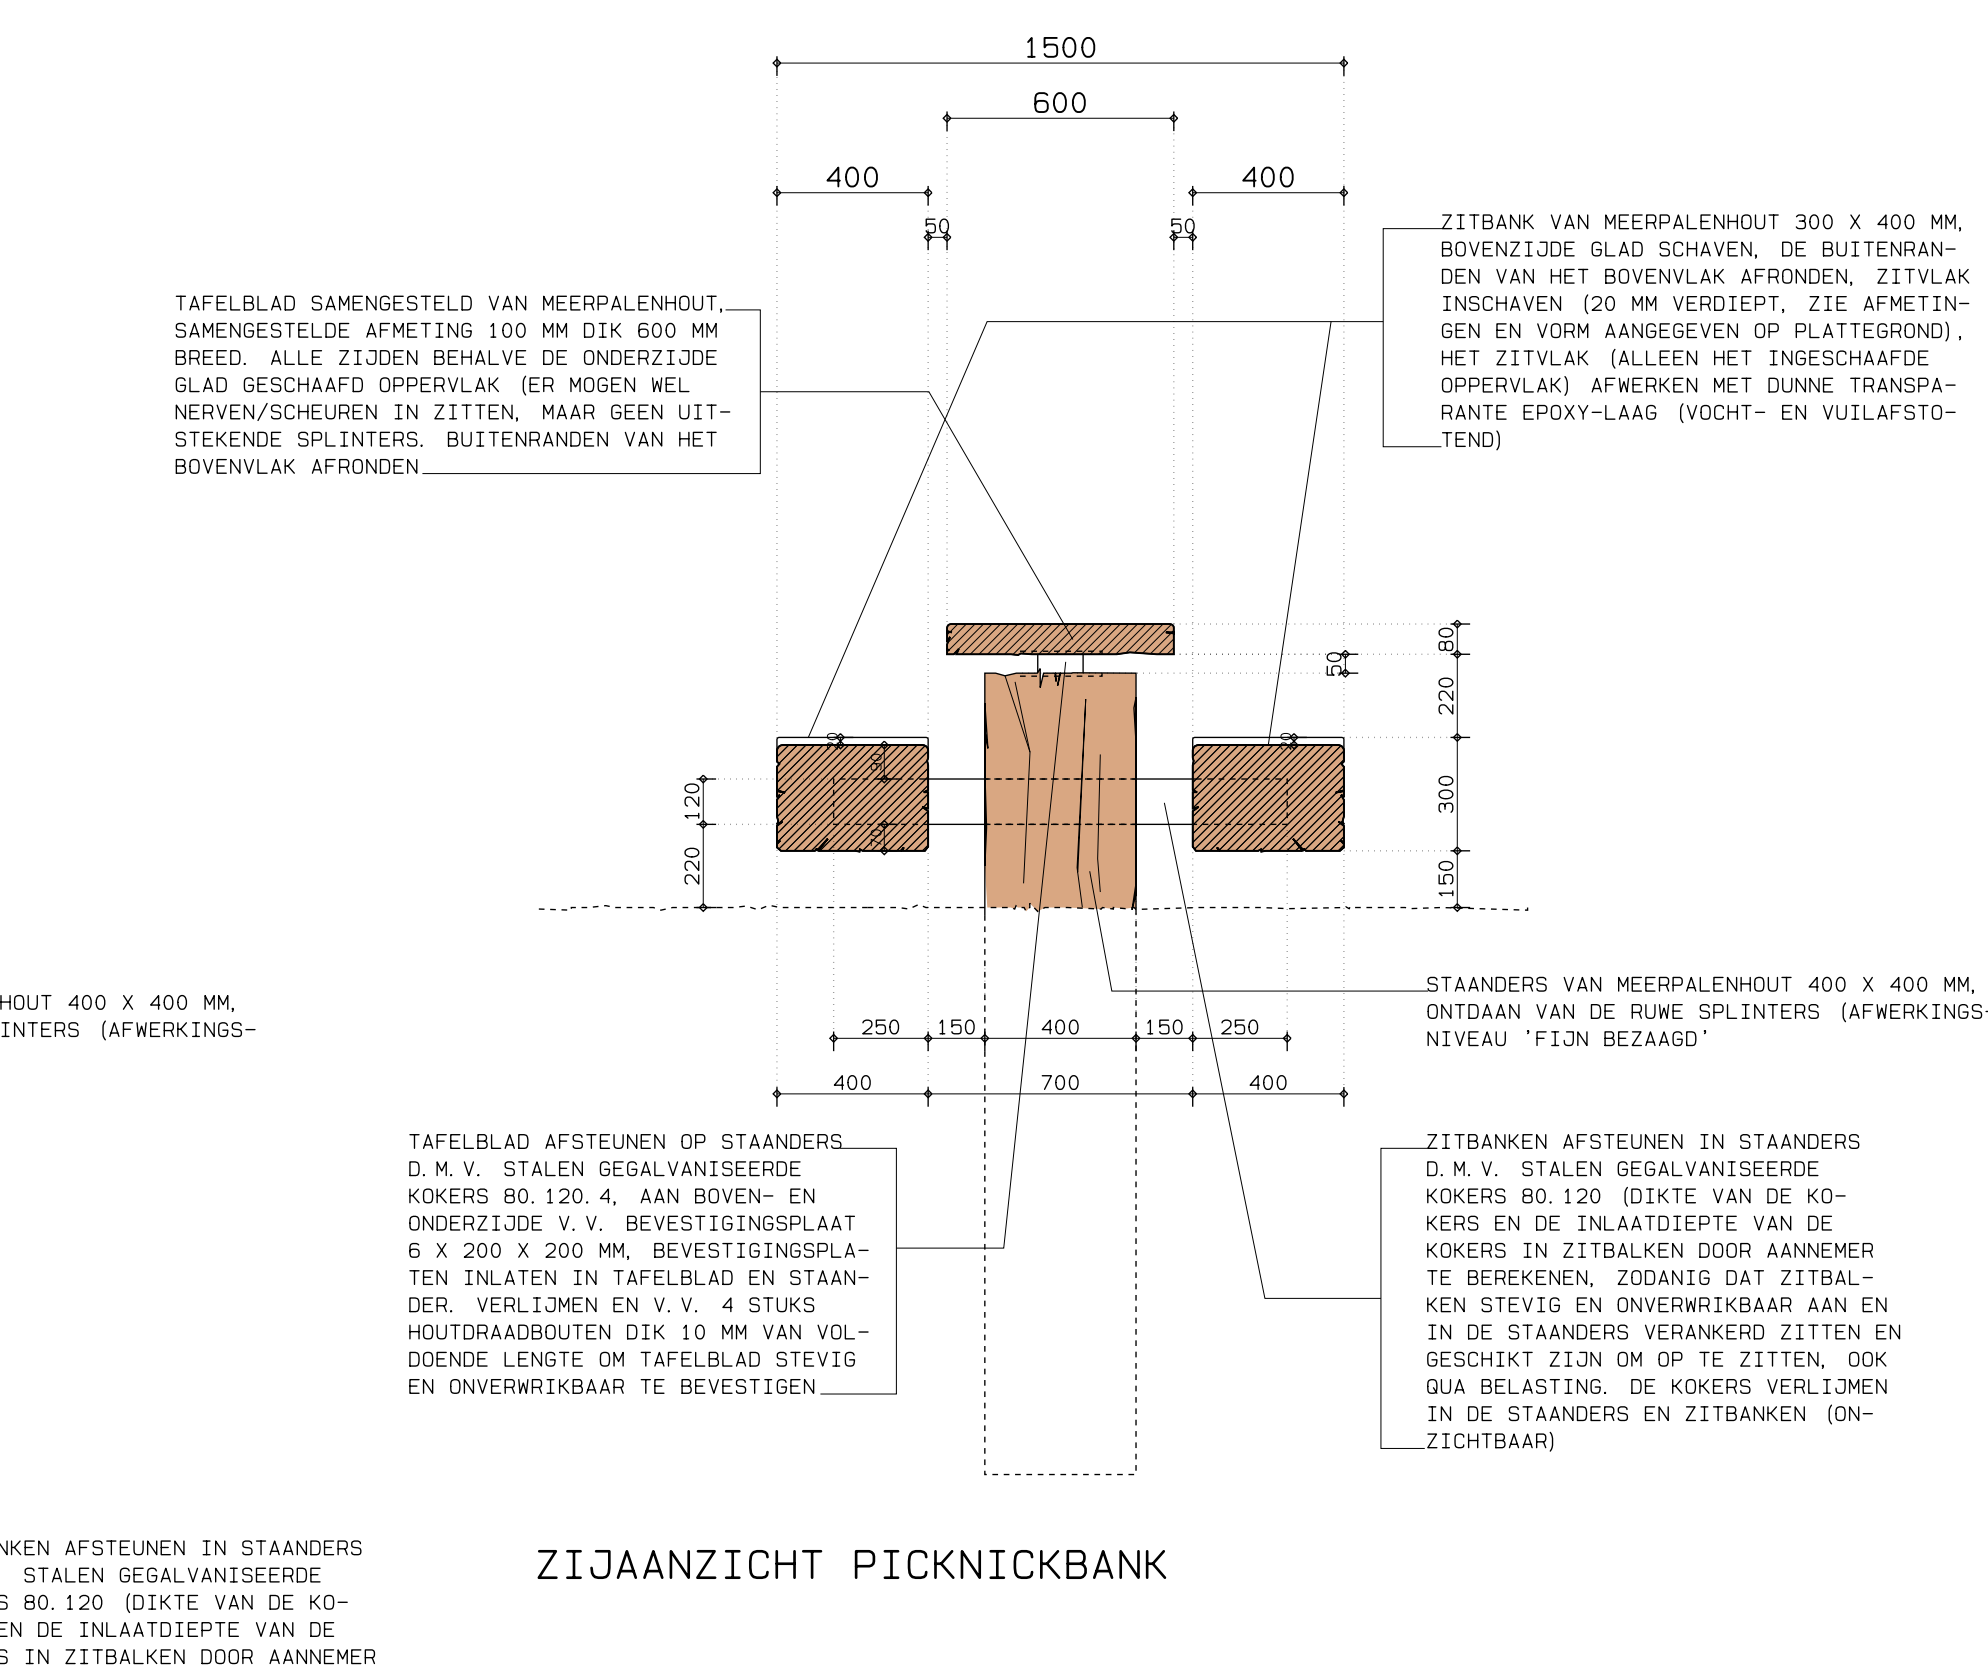 1500
600
400
400
50
50
ZITBANK VAN MEERPALENHOUT 300 X 400 MM,
BOVENZIJDE GLAD SCHAVEN, DE BUITENRAN-
DEN VAN HET BOVENVLAK AFRONDEN, ZITVLAK
INSCHAVEN (20 MM VERDIEPT, ZIE AFMETIN-
GEN EN VORM AANGEGEVEN OP PLATTEGROND),
HET ZITVLAK (ALLEEN HET INGESCHAAFDE
OPPERVLAK) AFWERKEN MET DUNNE TRANSPA-
RANTE EPOXY-LAAG (VOCHT- EN VUILAFSTO-
TEND)
TAFELBLAD SAMENGESTELD VAN MEERPALENHOUT,
SAMENGESTELDE AFMETING 100 MM DIK 600 MM
BREED. ALLE ZIJDEN BEHALVE DE ONDERZIJDE
GLAD GESCHAAFD OPPERVLAK (ER MOGEN WEL
NERVEN/SCHEUREN IN ZITTEN, MAAR GEEN UIT-
STEKENDE SPLINTERS. BUITENRANDEN VAN HET
BOVENVLAK AFRONDEN
80
50
220
20
20
90
120
300
70
220
150
HOUT 400 X 400 MM,
INTERS (AFWERKINGS-
STAANDERS VAN MEERPALENHOUT 400 X 400 MM,
ONTDAAN VAN DE RUWE SPLINTERS (AFWERKINGS-
NIVEAU 'FIJN BEZAAGD'
250 150 400 150 250
400 700 400
TAFELBLAD AFSTEUNEN OP STAANDERS
D.M.V. STALEN GEGALVANISEERDE
KOKERS 80.120.4, AAN BOVEN- EN
ONDERZIJDE V.V. BEVESTIGINGSPLAAT
6 X 200 X 200 MM, BEVESTIGINGSPLA-
TEN INLATEN IN TAFELBLAD EN STAAN-
DER. VERLIJMEN EN V.V. 4 STUKS
HOUTDRAADBOUTEN DIK 10 MM VAN VOL-
DOENDE LENGTE OM TAFELBLAD STEVIG
EN ONVERWRIKBAAR TE BEVESTIGEN
ZITBANKEN AFSTEUNEN IN STAANDERS
D.M.V. STALEN GEGALVANISEERDE
KOKERS 80.120 (DIKTE VAN DE KO-
KERS EN DE INLAATDIEPTE VAN DE
KOKERS IN ZITBALKEN DOOR AANNEMER
TE BEREKENEN, ZODANIG DAT ZITBAL-
KEN STEVIG EN ONVERWRIKBAAR AAN EN
IN DE STAANDERS VERANKERD ZITTEN EN
GESCHIKT ZIJN OM OP TE ZITTEN, OOK
QUA BELASTING. DE KOKERS VERLIJMEN
IN DE STAANDERS EN ZITBANKEN (ON-
ZICHTBAAR)
NKEN AFSTEUNEN IN STAANDERS
STALEN GEGALVANISEERDE
S 80.120 (DIKTE VAN DE KO-
EN DE INLAATDIEPTE VAN DE
S IN ZITBALKEN DOOR AANNEMER
ZIJAANZICHT PICKNICKBANK